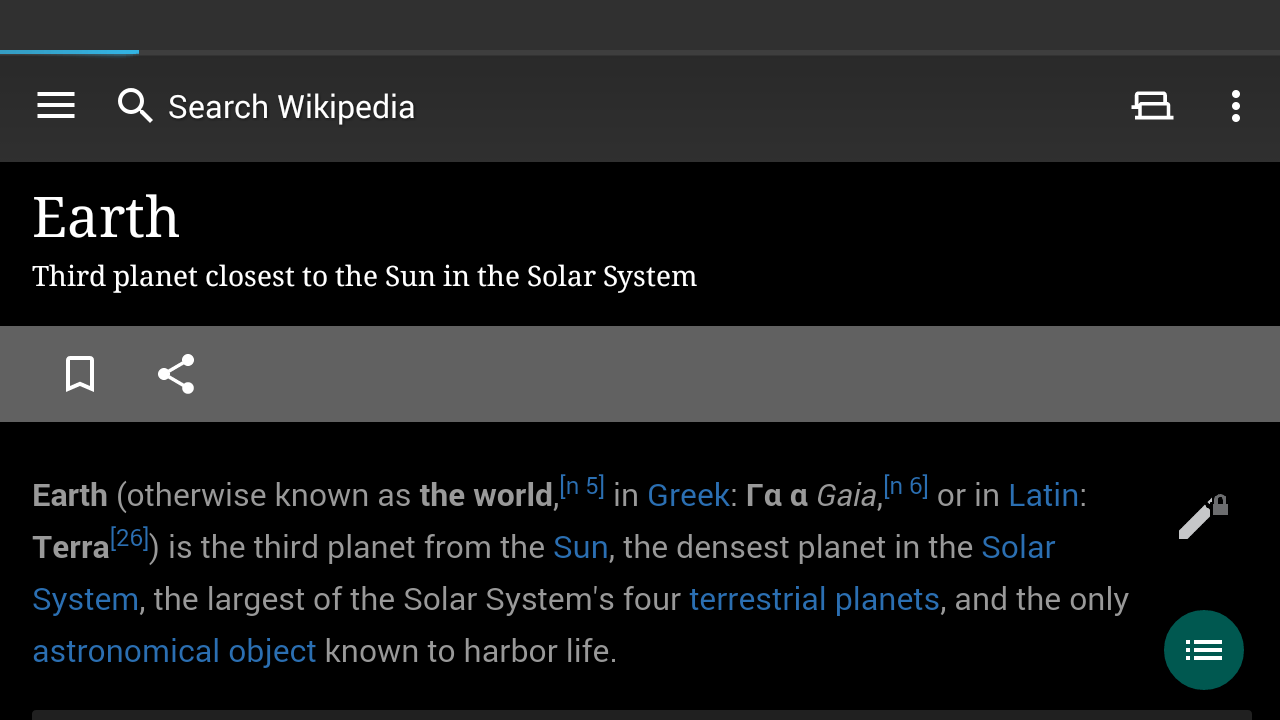 Search Wikipedia
Earth
Third planet closest to the Sun in the Solar System
Earth (otherwise known as the world,[n 5] in Greek: Γα α Gaia,[n 6] or in Latin:
Terra[26]) is the third planet from the Sun, the densest planet in the Solar
System, the largest of the Solar System's four terrestrial planets, and the only
astronomical object known to harbor life.